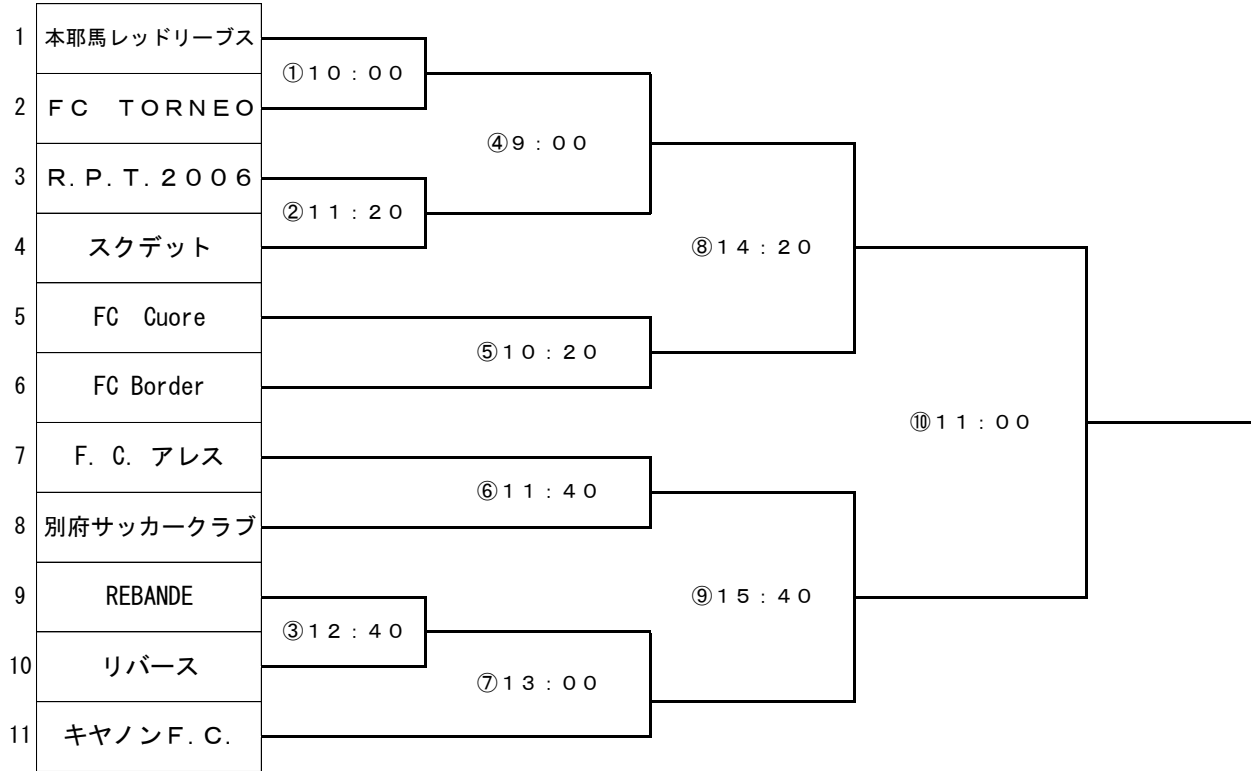 1 本耶馬レッドリーブス
①１０：００
2 ＦＣ　ＴＯＲＮＥＯ
④９：００
3 Ｒ.Ｐ.Ｔ.２００６
②１１：２０
4 スクデット
⑧１４：２０
5 FC　Cuore
⑤１０：２０
6 FC Border
⑩１１：００
7 F. C. アレス
⑥１１：４０
8 別府サッカークラブ
9 REBANDE
⑨１５：４０
③１２：４０
10 リバース
⑦１３：００
11 キヤノンＦ.Ｃ.